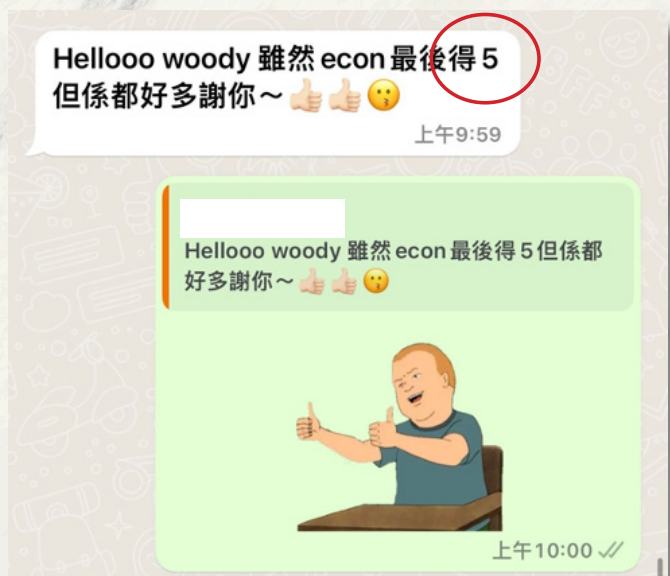 Hellooo woody 雖然 econ 最後得 5
但係都好多謝你～👍🏻👍🏻😗
上午9:59
Hellooo woody 雖然 econ 最後得 5 但係都
好多謝你～👍🏻👍🏻😗
上午10:00